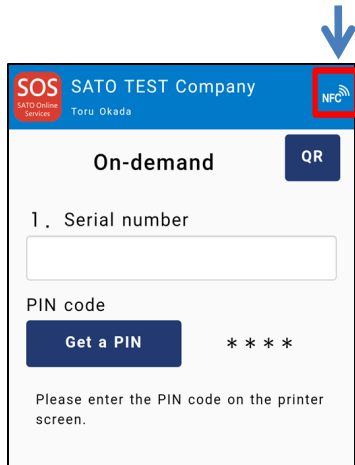 SOS
SATO Online
Services
SATO TEST Company
Toru Okada
NFC
On-demand
QR
1. Serial number
PIN code
Get a PIN
****
Please enter the PIN code on the printer
screen.